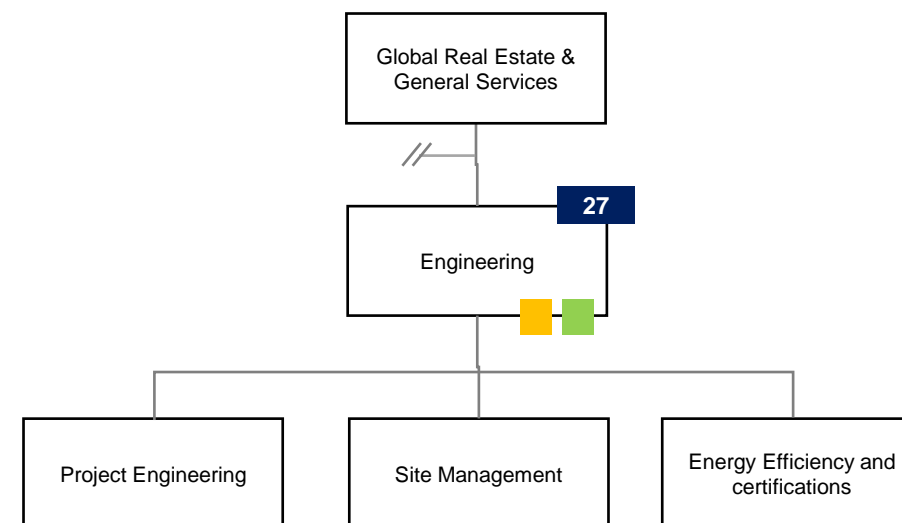 Global Real Estate &
General Services
27
Engineering
Project Engineering
Site Management
Energy Efficiency and
certifications